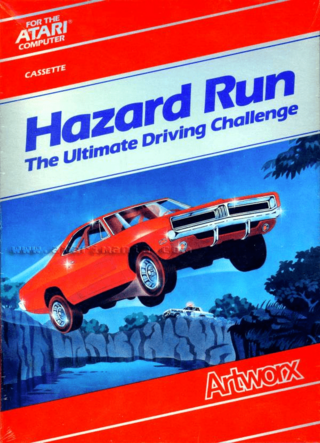 FOR THE
ATARI
COMPUTER
CASSETTE
Hazard Run
The Ultimate Driving Challenge
Artworx